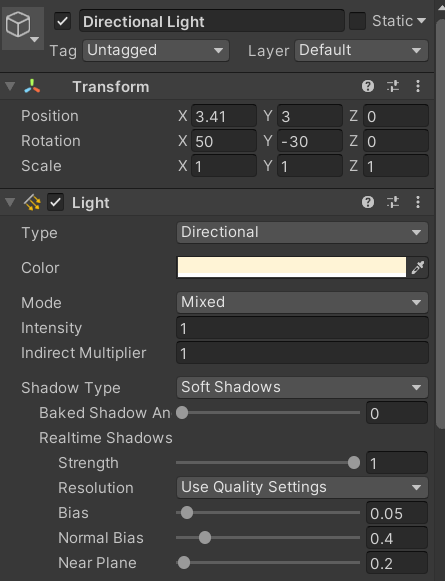 Directional Light Static
Tag Untagged Layer Default
Transform
Position X 3.41 Y 3 Z 0
Rotation X 50 Y -30 Z 0
Scale X 1 Y 1 Z 1
Light
Type Directional
Color
Mode Mixed
Intensity 1
Indirect Multiplier 1
Shadow Type Soft Shadows
Baked Shadow An 0
Realtime Shadows
Strength 1
Resolution Use Quality Settings
Bias 0.05
Normal Bias 0.4
Near Plane 0.2